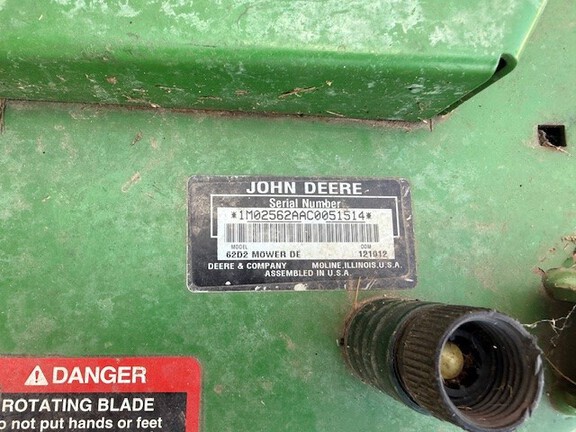 JOHN DEERE
Serial Number
*1M02562AAC0051514*
MODEL COM
62D2 MOWER DE 121012
DEERE & COMPANY MOLINE, ILLINOIS, U.S.A.
ASSEMBLED IN U.S.A
DANGER
ROTATING BLADE
o not put hands or feet